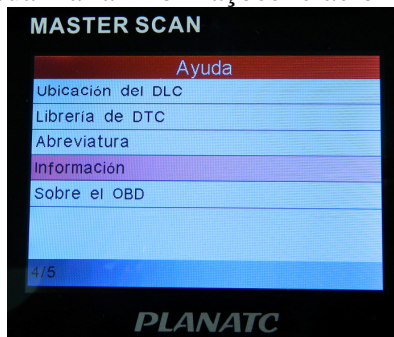 MASTER SCAN
Ayuda
Ubicación del DLC
Librería de DTC
Abreviatura
Información
Sobre el OBD
4/5
PLANATC